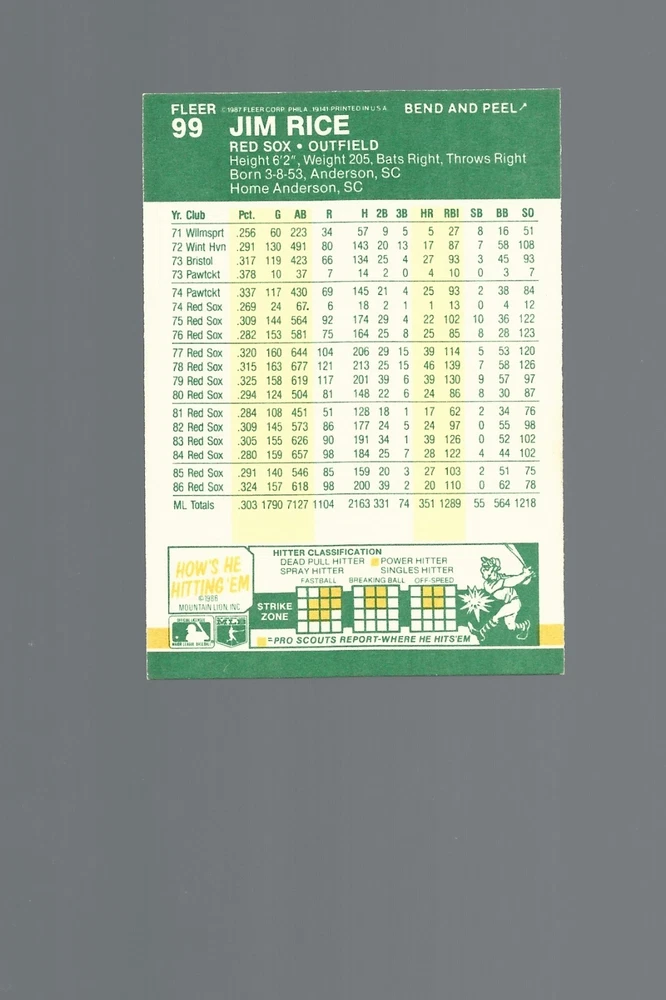 FLEER ©1987 FLEER CORP. PHILA. 19141 PRINTED IN U.S.A. BEND AND PEEL↗
99 JIM RICE
RED SOX • OUTFIELD
Height 6'2", Weight 205, Bats Right, Throws Right
Born 3-8-53, Anderson, SC
Home Anderson, SC
Yr. Club Pct. G AB R H 2B 3B HR RBI SB BB SO
71 Wllmsprt .256 60 223 34 57 9 5 5 27 8 16 51
72 Wint Hvn .291 130 491 80 143 20 13 17 87 7 58 108
73 Bristol .317 119 423 66 134 25 4 27 93 3 45 93
73 Pawtckt .378 10 37 7 14 2 0 4 10 0 3 7
74 Pawtckt .337 117 430 69 145 21 4 25 93 2 38 84
74 Red Sox .269 24 67. 6 18 2 1 1 13 0 4 12
75 Red Sox .309 144 564 92 174 29 4 22 102 10 36 122
76 Red Sox .282 153 581 75 164 25 8 25 85 8 28 123
77 Red Sox .320 160 644 104 206 29 15 39 114 5 53 120
78 Red Sox .315 163 677 121 213 25 15 46 139 7 58 126
79 Red Sox .325 158 619 117 201 39 6 39 130 9 57 97
80 Red Sox .294 124 504 81 148 22 6 24 86 8 30 87
81 Red Sox .284 108 451 51 128 18 1 17 62 2 34 76
82 Red Sox .309 145 573 86 177 24 5 24 97 0 55 98
83 Red Sox .305 155 626 90 191 34 1 39 126 0 52 102
84 Red Sox .280 159 657 98 184 25 7 28 122 4 44 102
85 Red Sox .291 140 546 85 159 20 3 27 103 2 51 75
86 Red Sox .324 157 618 98 200 39 2 20 110 0 62 78
ML Totals .303 1790 7127 1104 2163 331 74 351 1289 55 564 1218
HOW'S HE
HITTING 'EM
©1986
MOUNTAIN LION INC
HITTER CLASSIFICATION
DEAD PULL HITTER POWER HITTER
SPRAY HITTER SINGLES HITTER
FASTBALL BREAKING BALL OFF-SPEED
STRIKE
ZONE
=PRO SCOUTS REPORT-WHERE HE HITS'EM